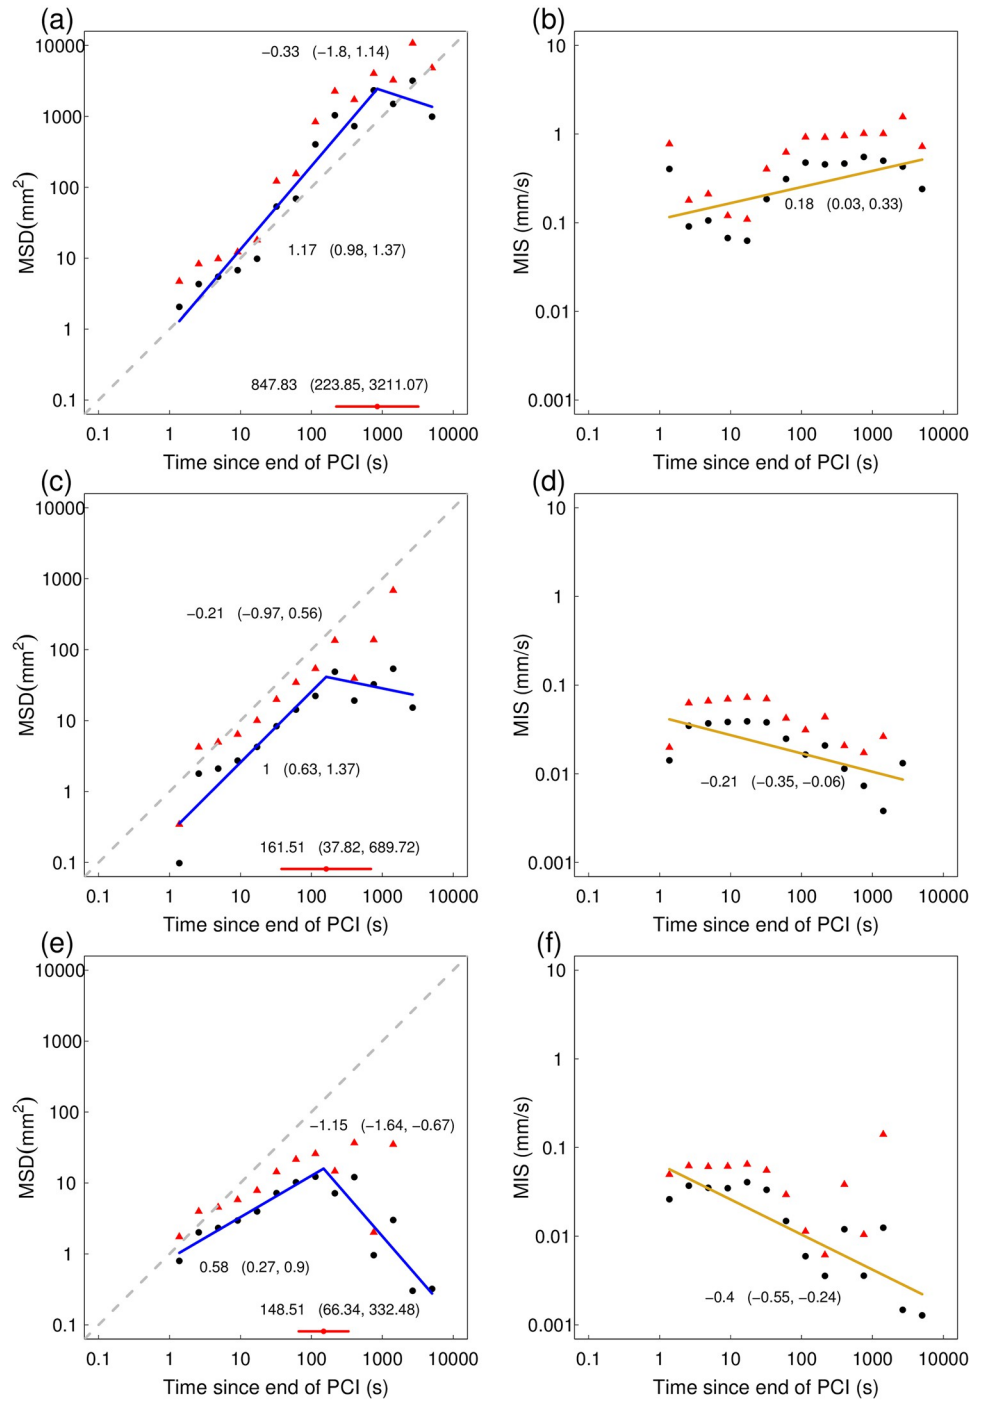 (a)
MSD(mm²)
10000
1000
100
10
1
0.1
−0.33 (−1.8, 1.14)
1.17 (0.98, 1.37)
847.83 (223.85, 3211.07)
0.1 1 10 100 1000 10000
Time since end of PCI (s)
(b)
MIS (mm/s)
10
1
0.1
0.01
0.001
0.18 (0.03, 0.33)
0.1 1 10 100 1000 10000
Time since end of PCI (s)
(c)
MSD(mm²)
10000
1000
100
10
1
0.1
−0.21 (−0.97, 0.56)
1 (0.63, 1.37)
161.51 (37.82, 689.72)
0.1 1 10 100 1000 10000
Time since end of PCI (s)
(d)
MIS (mm/s)
10
1
0.1
0.01
0.001
−0.21 (−0.35, −0.06)
0.1 1 10 100 1000 10000
Time since end of PCI (s)
(e)
MSD(mm²)
10000
1000
100
10
1
0.1
−1.15 (−1.64, −0.67)
0.58 (0.27, 0.9)
148.51 (66.34, 332.48)
0.1 1 10 100 1000 10000
Time since end of PCI (s)
(f)
MIS (mm/s)
10
1
0.1
0.01
0.001
−0.4 (−0.55, −0.24)
0.1 1 10 100 1000 10000
Time since end of PCI (s)